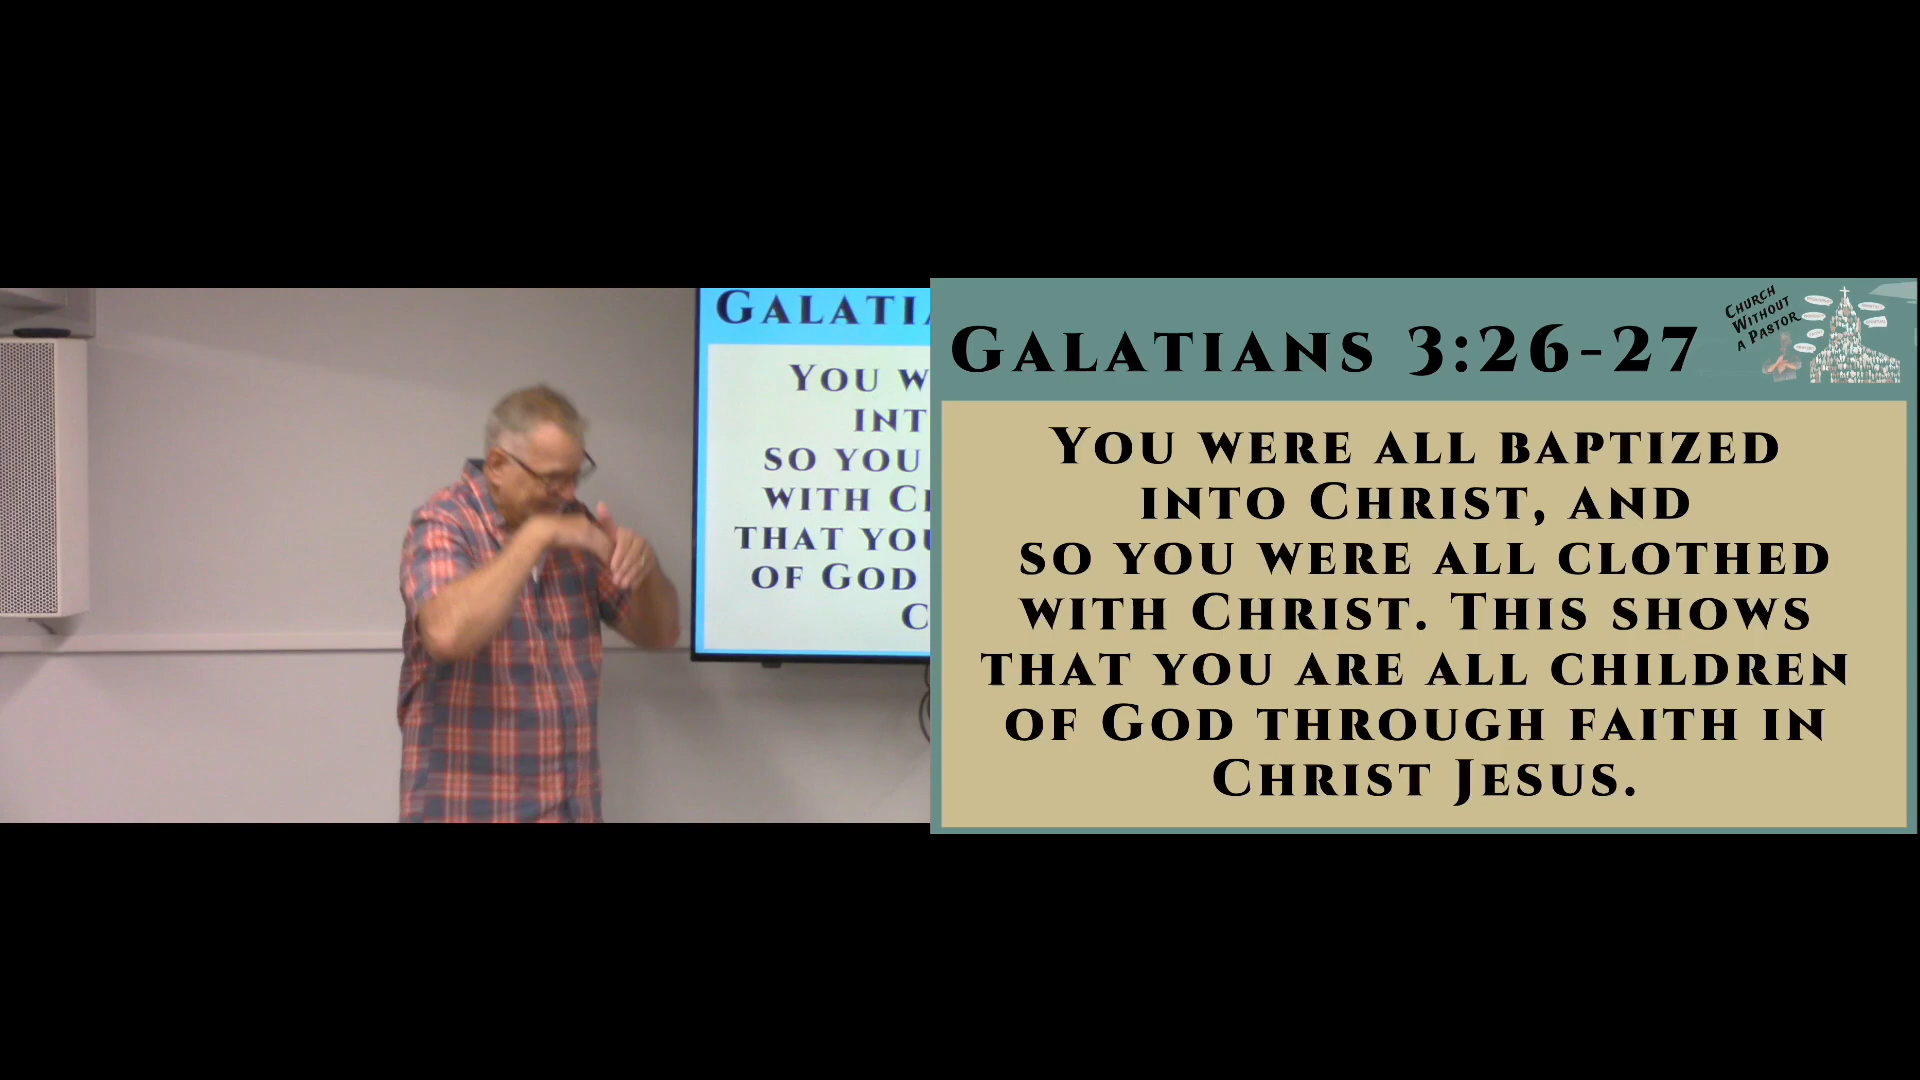 Galatia
You w
int
so you
with C
that you
of God
C
Galatians 3:26-27
Church
Without
a Pastor
You were all baptized
into Christ, and
so you were all clothed
with Christ. This shows
that you are all children
of God through faith in
Christ Jesus.